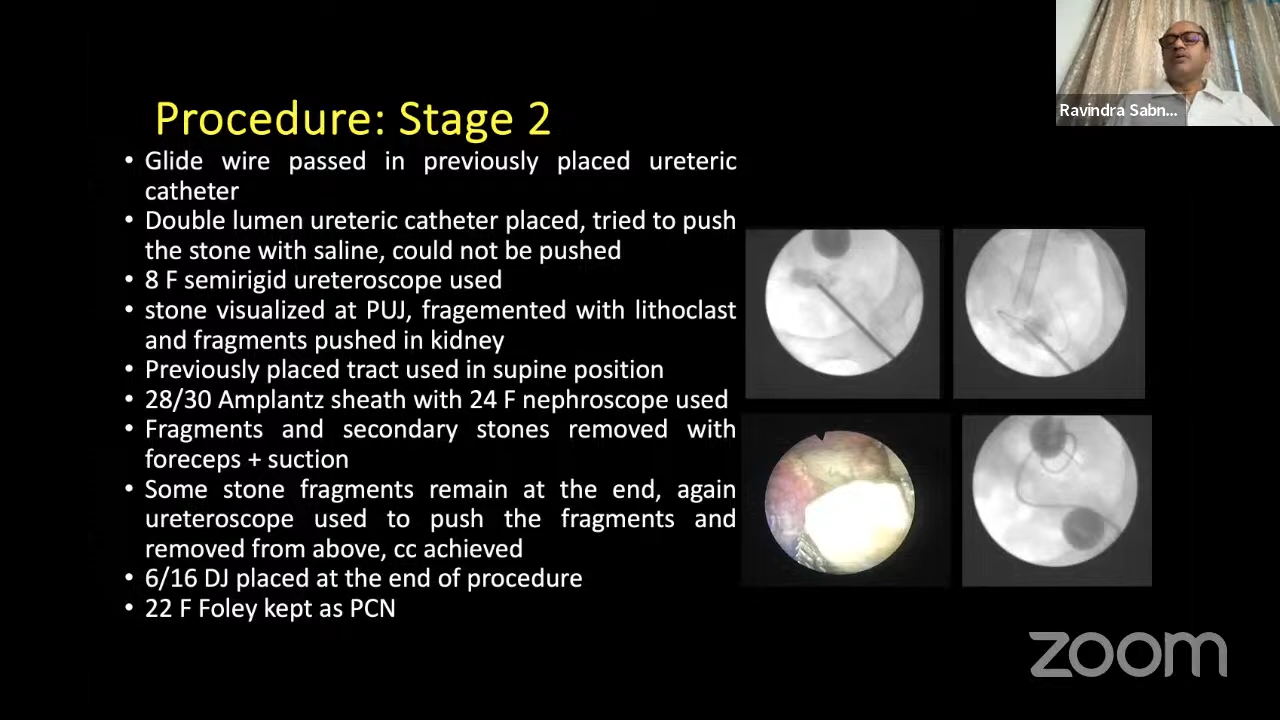 Ravindra Sabn...
Procedure: Stage 2
• Glide wire passed in previously placed ureteric
catheter
• Double lumen ureteric catheter placed, tried to push
the stone with saline, could not be pushed
• 8 F semirigid ureteroscope used
• stone visualized at PUJ, fragemented with lithoclast
and fragments pushed in kidney
• Previously placed tract used in supine position
• 28/30 Amplantz sheath with 24 F nephroscope used
• Fragments and secondary stones removed with
foreceps + suction
• Some stone fragments remain at the end, again
ureteroscope used to push the fragments and
removed from above, cc achieved
• 6/16 DJ placed at the end of procedure
• 22 F Foley kept as PCN
zoom